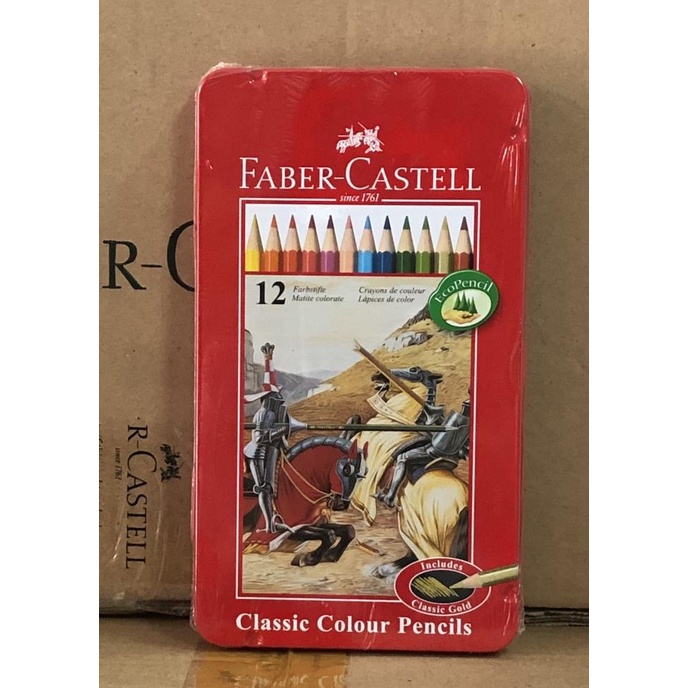 FABER-CASTELL
since 1761
12
Farbstifte
Matite colorate
Crayons de couleur
Lápices de color
EcoPencil
Includes
Classic Gold
Classic Colour Pencils
R-C
R-CASTELL
since 1761